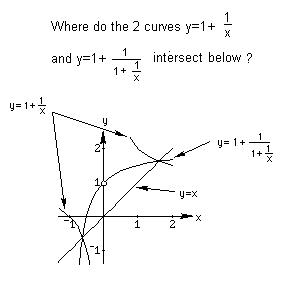 Where do the 2 curves y=1+ 1/x
and y=1+ 1/(1+ 1/x) intersect below ?
y=1+ 1/x
y
y=1+ 1/(1+ 1/x)
2
1
y=x
-1
1
2
x
-1